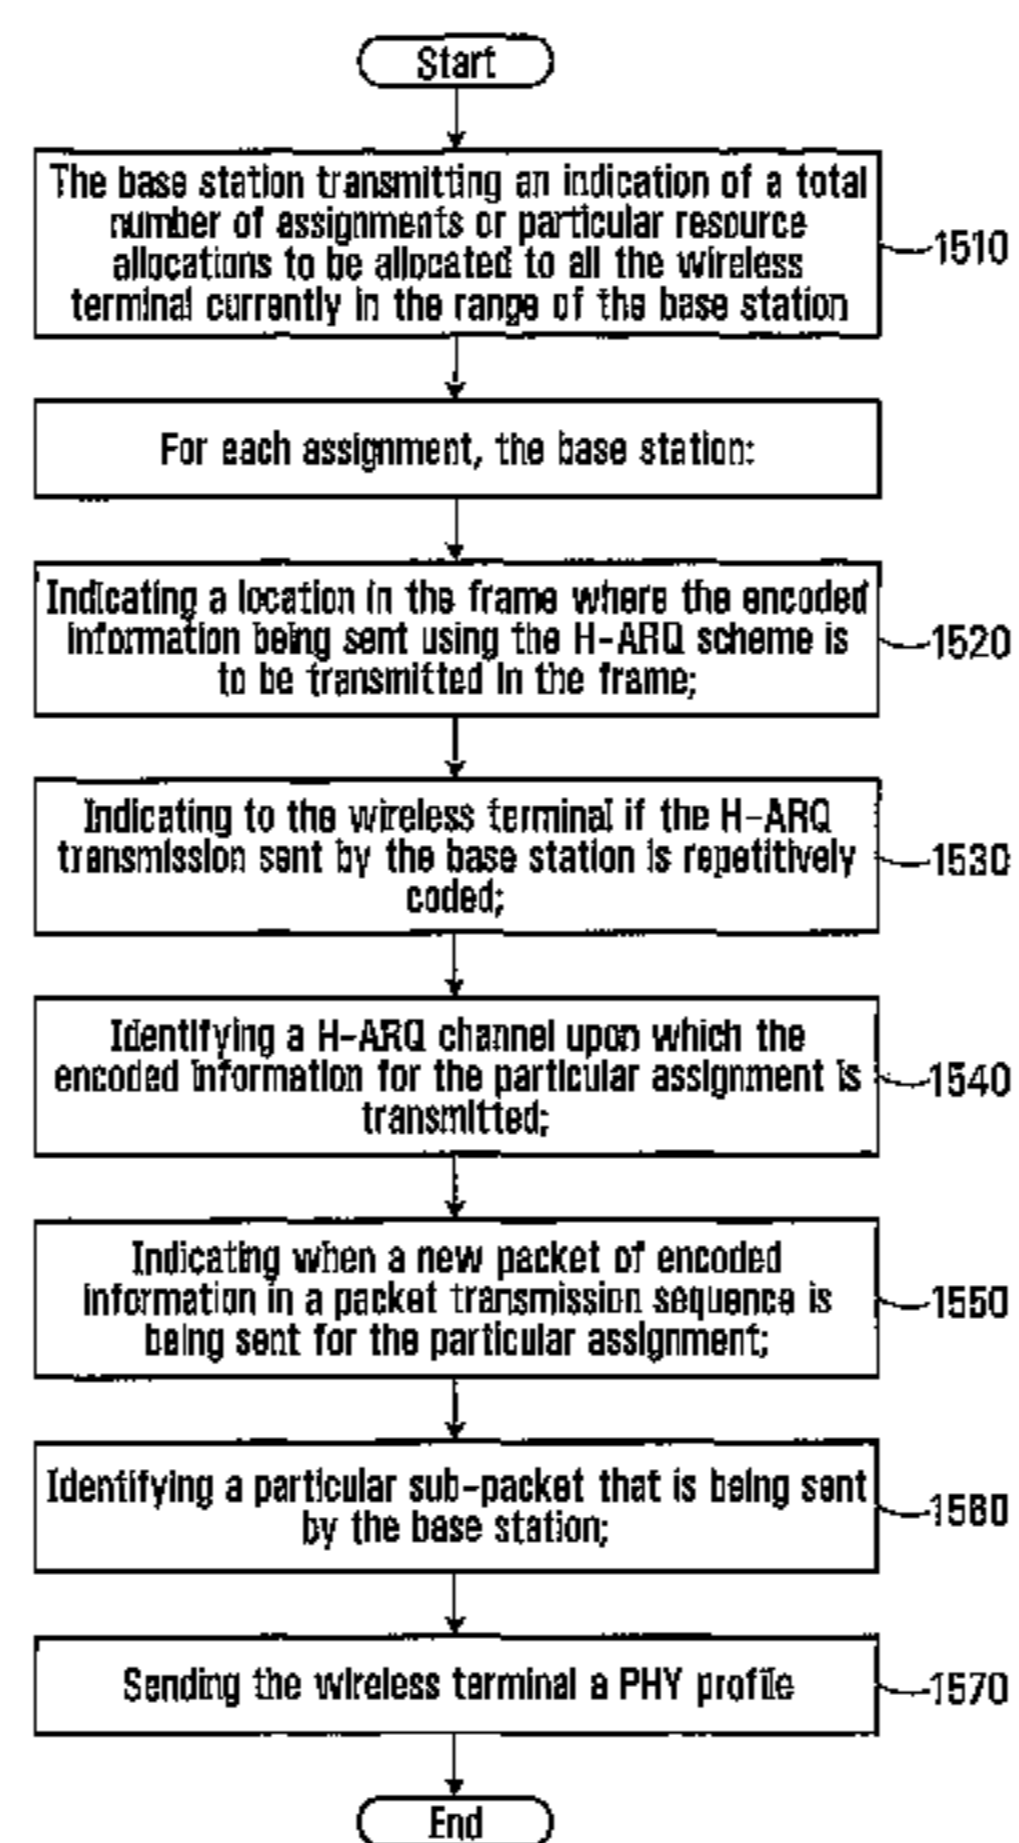 Start
The base station transmitting an indication of a total
number of assignments or particular resource
allocations to be allocated to all the wireless
terminal currently in the range of the base station
1510
For each assignment, the base station:
Indicating a location in the frame where the encoded
information being sent using the H-ARQ scheme is
to be transmitted in the frame;
1520
Indicating to the wireless terminal if the H-ARQ
transmission sent by the base station is repetitively
coded;
1530
Identifying a H-ARQ channel upon which the
encoded information for the particular assignment is
transmitted;
1540
Indicating when a new packet of encoded
information in a packet transmission sequence is
being sent for the particular assignment;
1550
Identifying a particular sub-packet that is being sent
by the base station;
1560
Sending the wireless terminal a PHY profile
1570
End